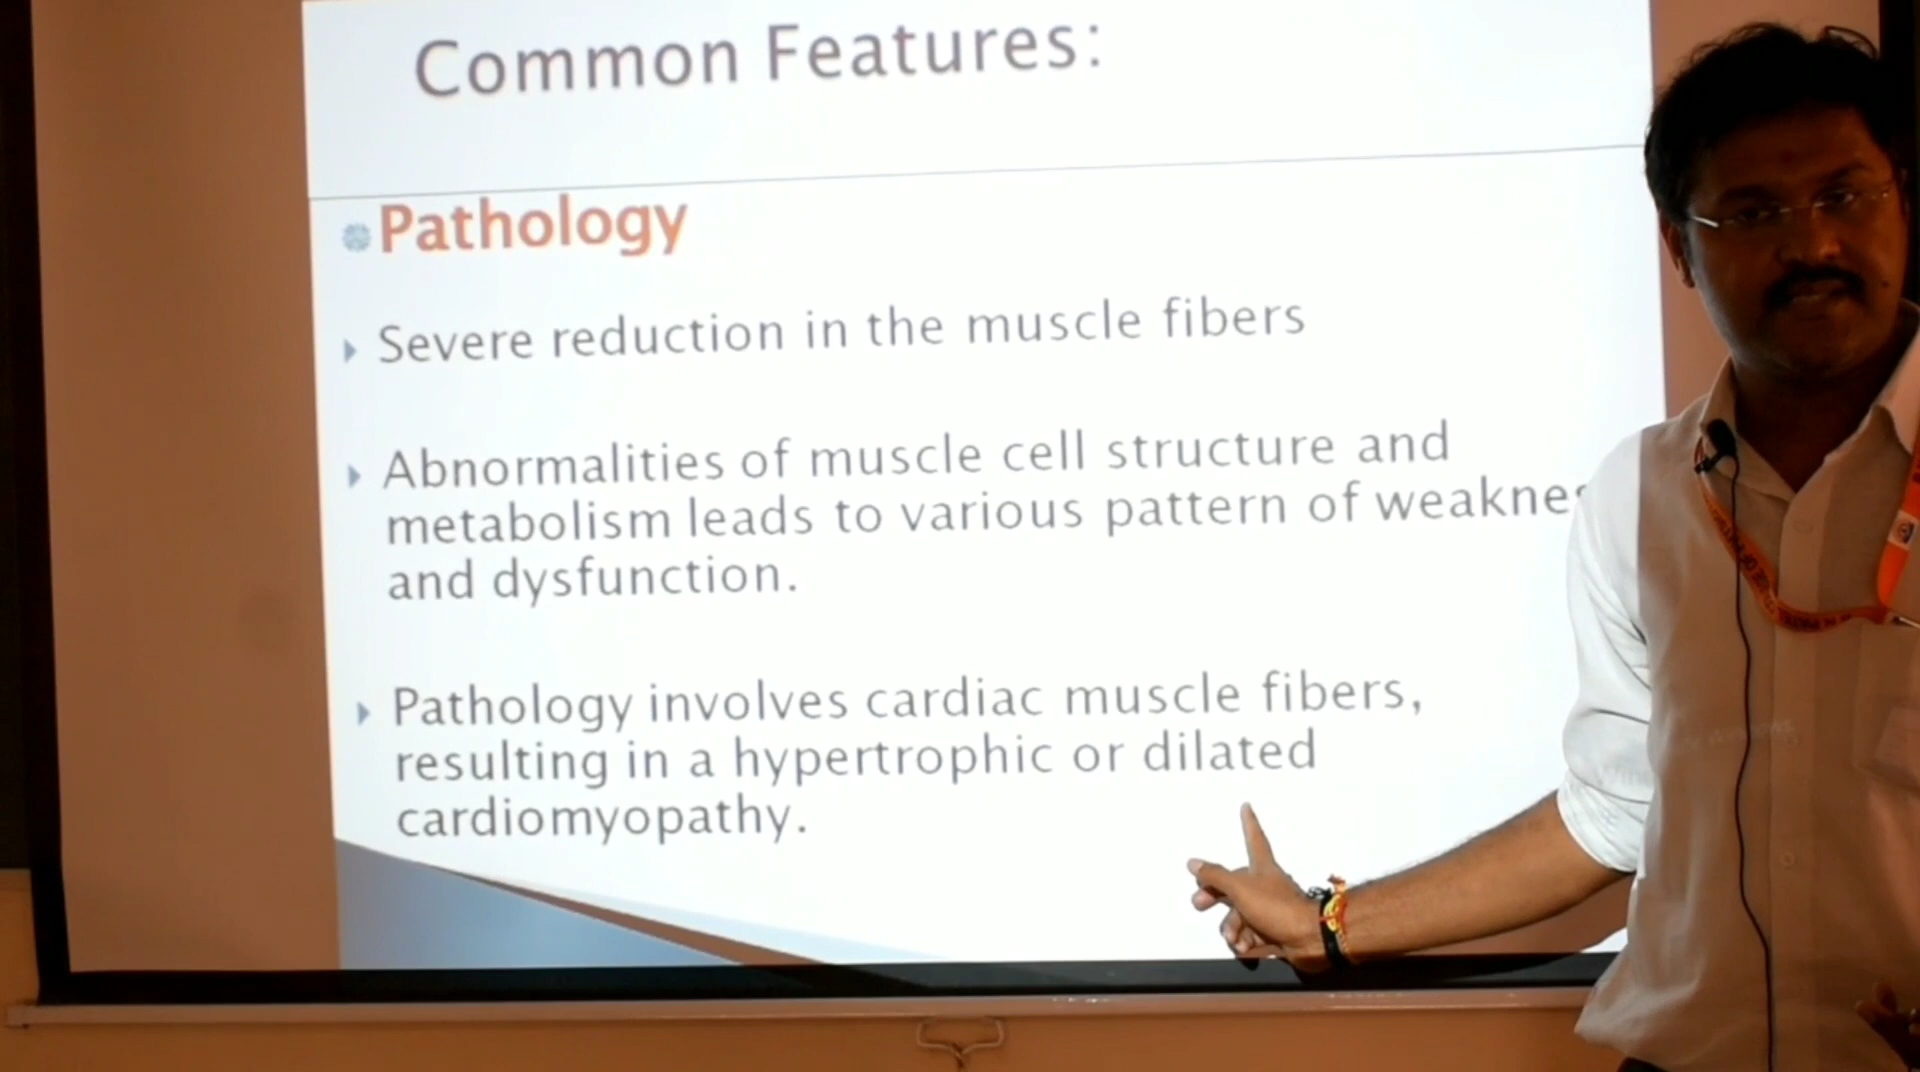 Common Features:
Pathology
Severe reduction in the muscle fibers
Abnormalities of muscle cell structure and
metabolism leads to various pattern of
and dysfunction.
Pathology involves cardiac muscle fibers,
resulting in a hypertrophic or dilated
cardiomyopathy.